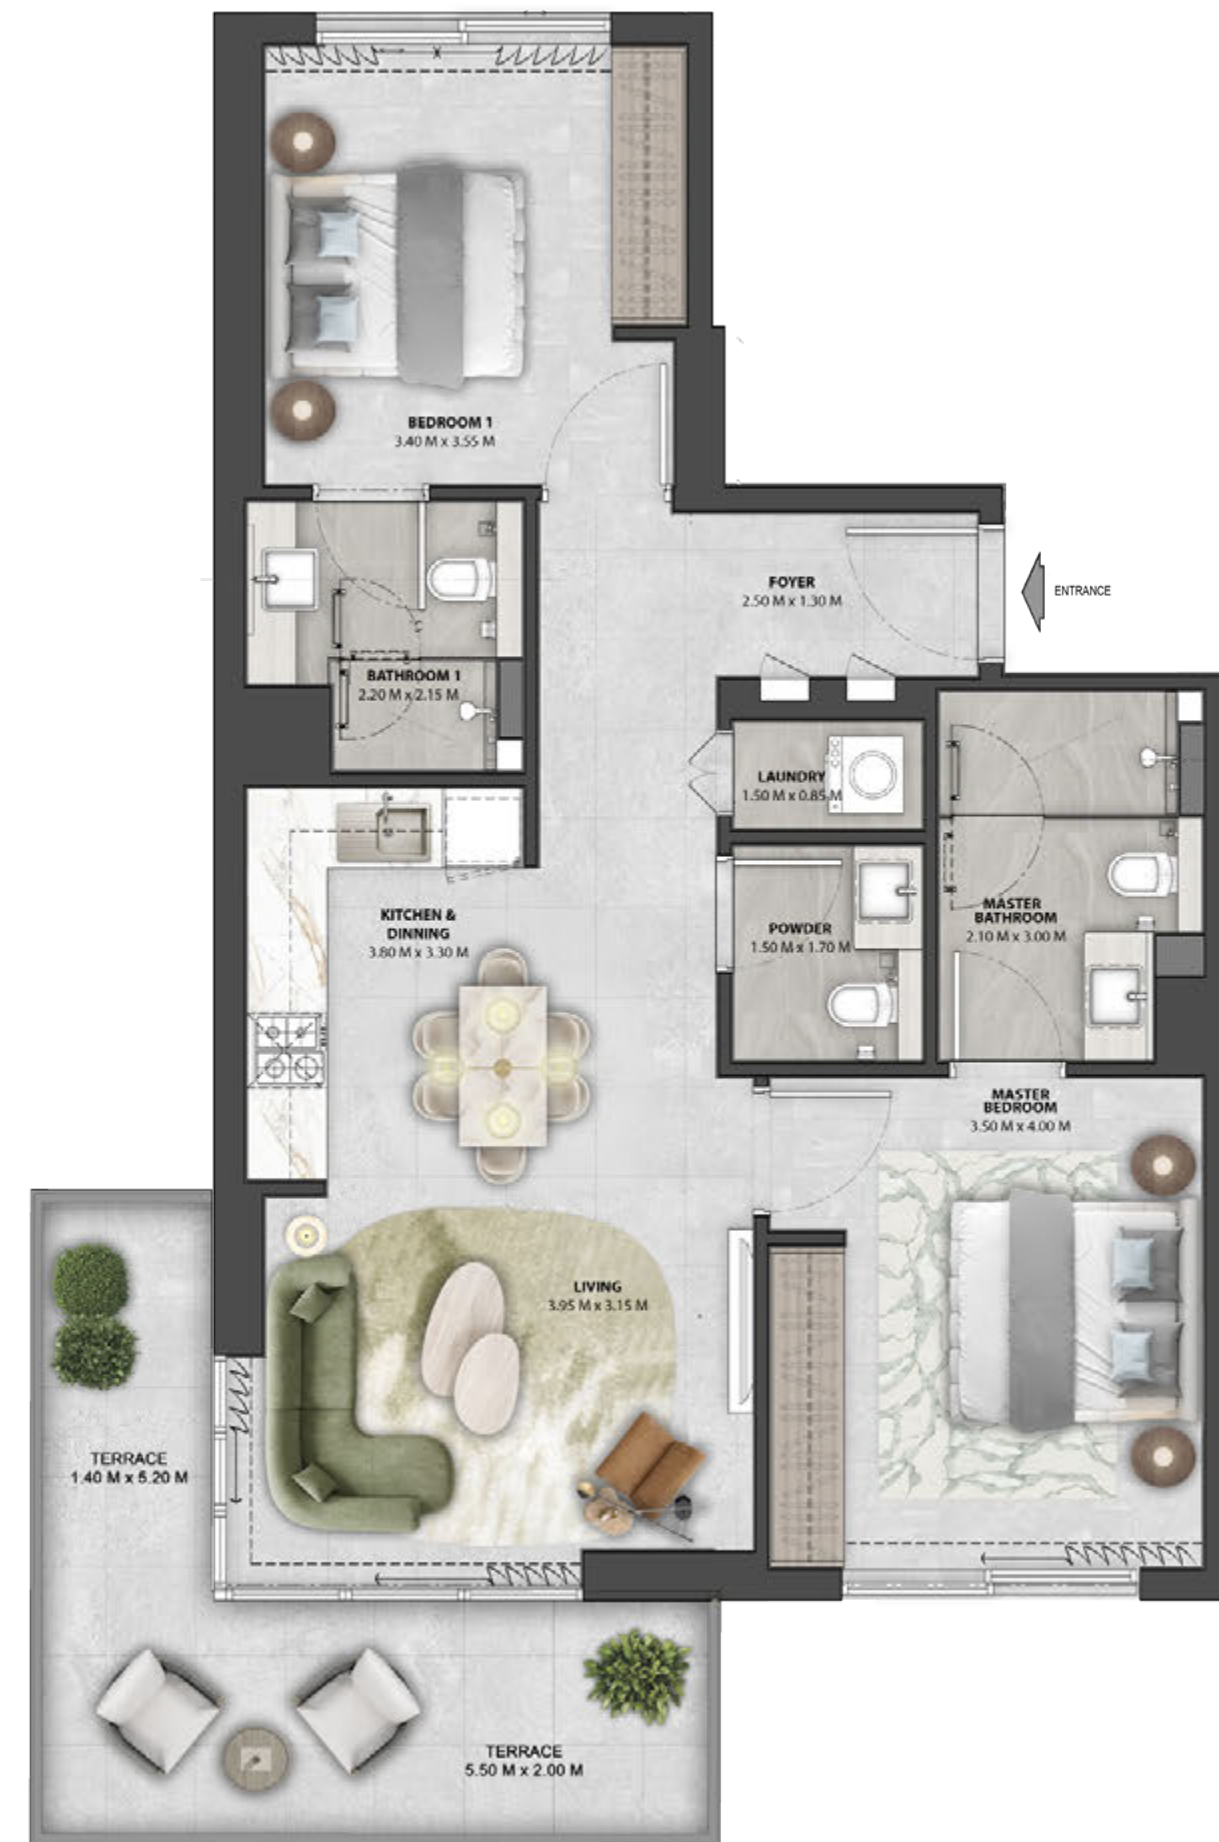 BEDROOM 1
3.40 M x 3.55 M
FOYER
2.50 M x 1.30 M
ENTRANCE
BATHROOM 1
2.20 M x 2.15 M
LAUNDRY
1.50 M x 0.85 M
KITCHEN &
DINNING
3.80 M x 3.30 M
POWDER
1.50 M x 1.70 M
MASTER
BATHROOM
2.10 M x 3.00 M
MASTER
BEDROOM
3.50 M x 4.00 M
LIVING
3.95 M x 3.15 M
TERRACE
1.40 M x 5.20 M
TERRACE
5.50 M x 2.00 M